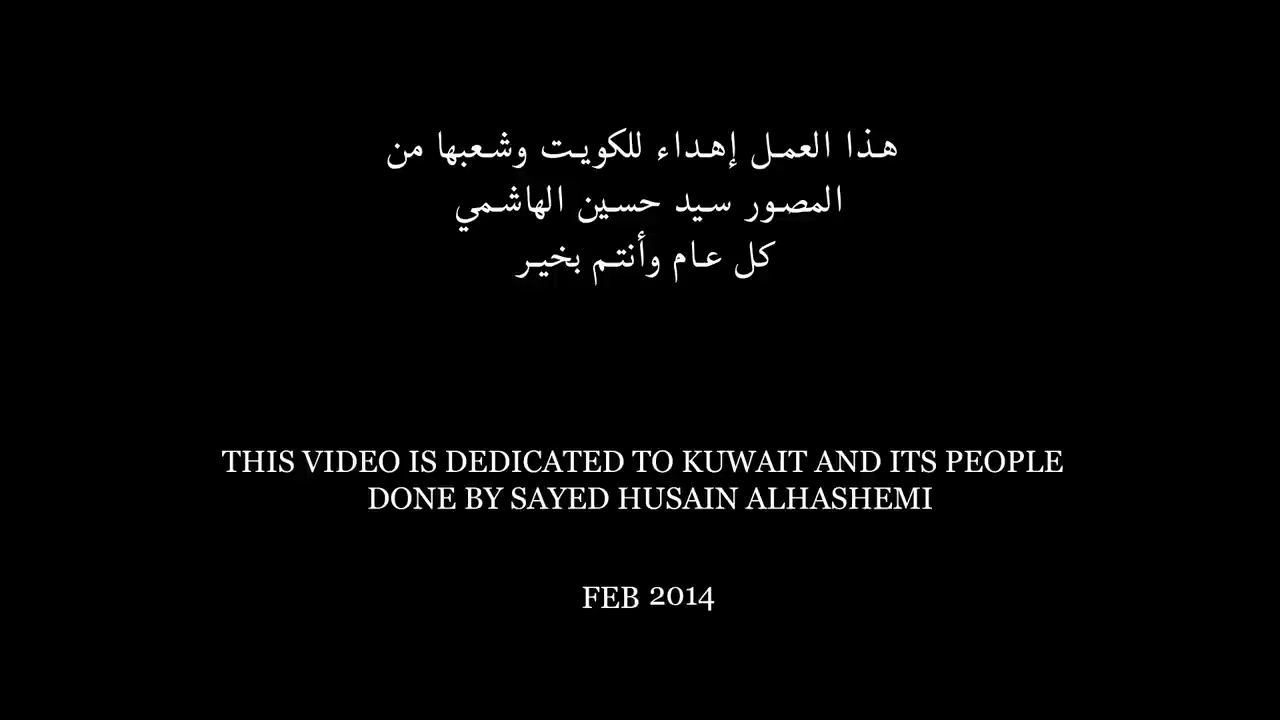 هذا العمل إهداء للكويت وشعبها من
المصور سيد حسين الهاشمي
كل عام وأنتم بخير
THIS VIDEO IS DEDICATED TO KUWAIT AND ITS PEOPLE
DONE BY SAYED HUSAIN ALHASHEMI
FEB 2014